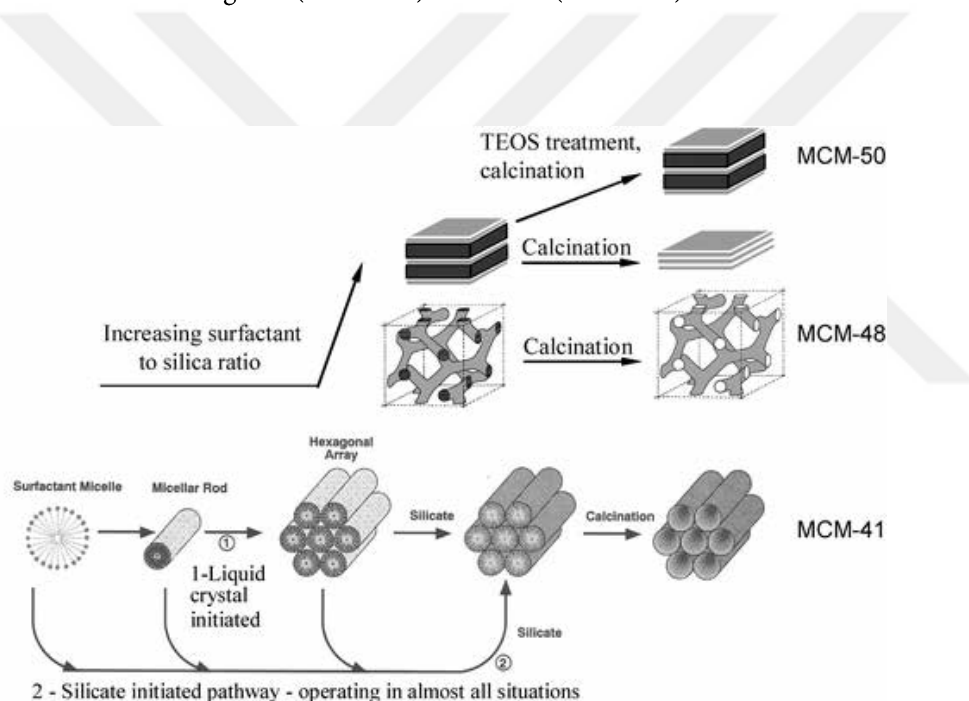 TEOS treatment,
calcination
MCM-50
Calcination
Increasing surfactant
to silica ratio
Calcination
MCM-48
Hexagonal
Array
Surfactant Micelle
Micellar Rod
Silicate
Calcination
MCM-41
1
1-Liquid
crystal
initiated
Silicate
2
2 - Silicate initiated pathway - operating in almost all situations